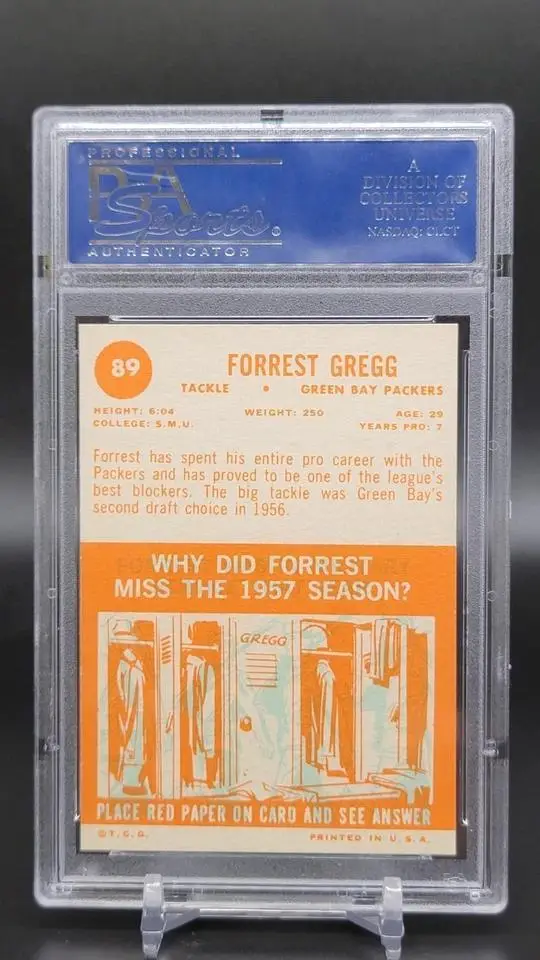 PROFESSIONAL
PSA
Sports®
AUTHENTICATOR
A
DIVISION OF
COLLECTORS
UNIVERSE
NASDAQ: CLCT
89
FORREST GREGG
TACKLE • GREEN BAY PACKERS
HEIGHT: 6:04 WEIGHT: 250 AGE: 29
COLLEGE: S.M.U. YEARS PRO: 7
Forrest has spent his entire pro career with the
Packers and has proved to be one of the league's
best blockers. The big tackle was Green Bay's
second draft choice in 1956.
WHY DID FORREST
MISS THE 1957 SEASON?
GREGG
PLACE RED PAPER ON CARD AND SEE ANSWER
© T.C.G. PRINTED IN U.S.A.